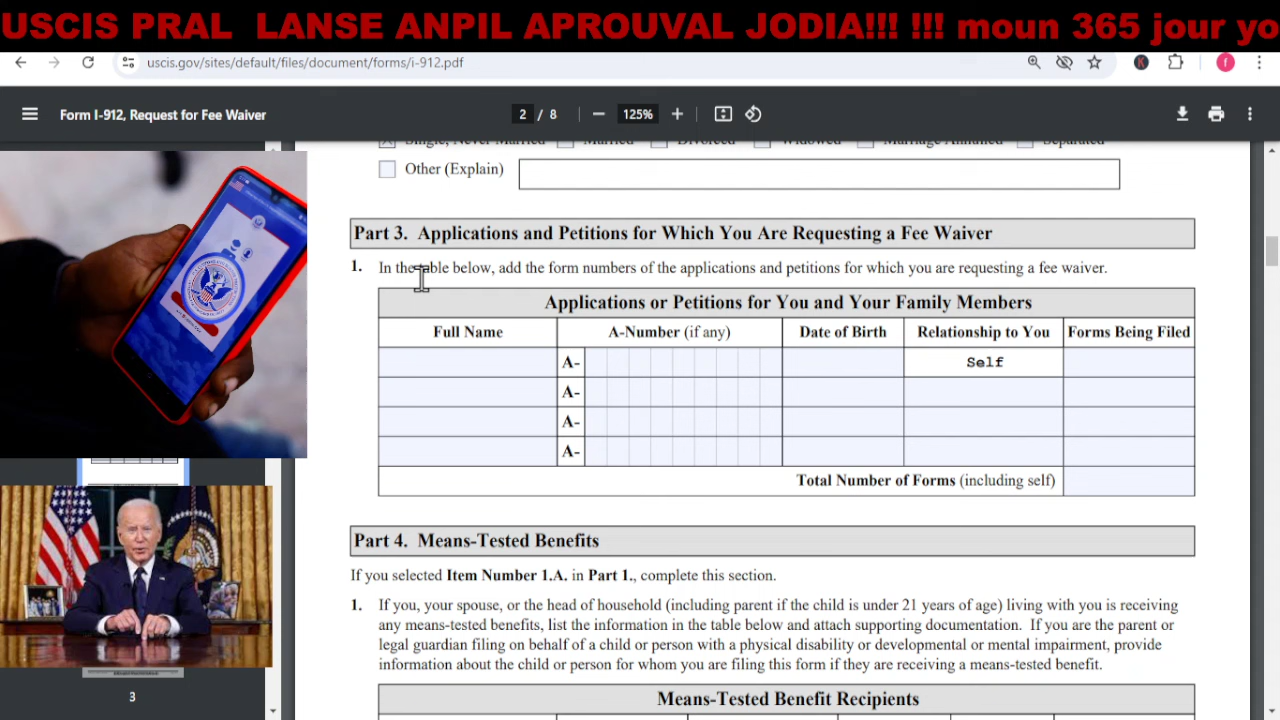 USCIS PRAL LANSE ANPIL APROUVAL JODIA!!! !!! moun 365 jour yo
uscis.gov/sites/default/files/document/forms/i-912.pdf
K
f
Form I-912, Request for Fee Waiver
2 / 8
125%
Single, Never Married Married Divorced Widowed Marriage Annulled Separated
Other (Explain)
Part 3. Applications and Petitions for Which You Are Requesting a Fee Waiver
1. In the table below, add the form numbers of the applications and petitions for which you are requesting a fee waiver.
Applications or Petitions for You and Your Family Members
Full Name A-Number (if any) Date of Birth Relationship to You Forms Being Filed
A- Self
A-
A-
A-
Total Number of Forms (including self)
Part 4. Means-Tested Benefits
If you selected Item Number 1.A. in Part 1., complete this section.
1. If you, your spouse, or the head of household (including parent if the child is under 21 years of age) living with you is receiving
any means-tested benefits, list the information in the table below and attach supporting documentation. If you are the parent or
legal guardian filing on behalf of a child or person with a physical disability or developmental or mental impairment, provide
information about the child or person for whom you are filing this form if they are receiving a means-tested benefit.
Means-Tested Benefit Recipients
3